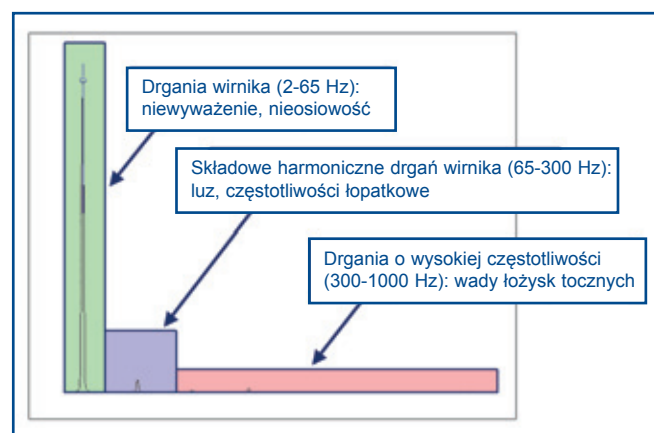 Drgania wirnika (2-65 Hz):
niewyważenie, nieosiowość
Składowe harmoniczne drgań wirnika (65-300 Hz):
luz, częstotliwości łopatkowe
Drgania o wysokiej częstotliwości
(300-1000 Hz): wady łożysk tocznych